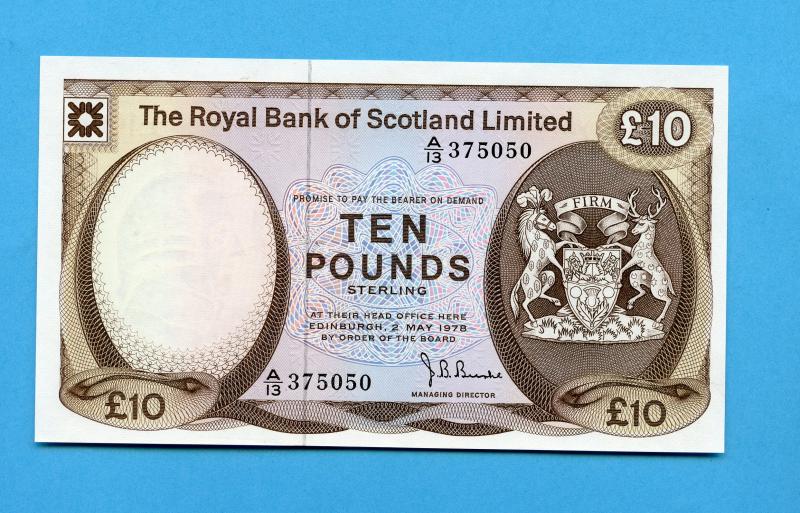 The Royal Bank of Scotland Limited
£10
A/13 375050
FIRM
PROMISE TO PAY THE BEARER ON DEMAND
TEN
POUNDS
STERLING
AT THEIR HEAD OFFICE HERE
EDINBURGH, 2 MAY 1978
BY ORDER OF THE BOARD
A/13 375050
J. B. Burke
MANAGING DIRECTOR
£10
£10